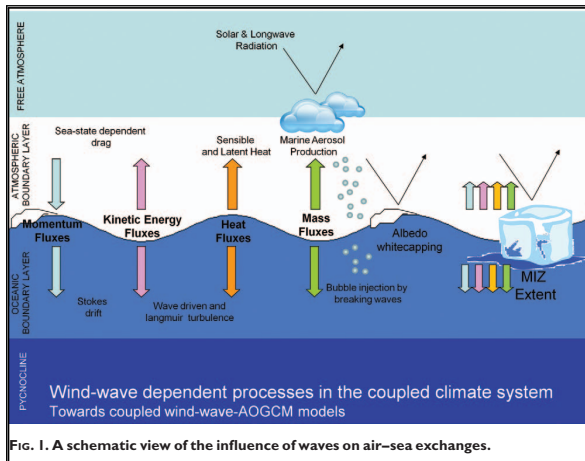 FREE ATMOSPHERE
Solar & Longwave
Radiation
ATMOSPHERIC
BOUNDARY LAYER
Sea-state dependent
drag
Sensible
and Latent Heat
Marine Aerosol
Production
Momentum
Fluxes
Kinetic Energy
Fluxes
Heat
Fluxes
Mass
Fluxes
Albedo
whitecapping
MIZ
Extent
OCEANIC
BOUNDARY LAYER
Stokes
drift
Wave driven and
langmuir turbulence
Bubble injection by
breaking waves
PYCNOCLINE
Wind-wave dependent processes in the coupled climate system
Towards coupled wind-wave-AOGCM models
FIG. 1. A schematic view of the influence of waves on air–sea exchanges.